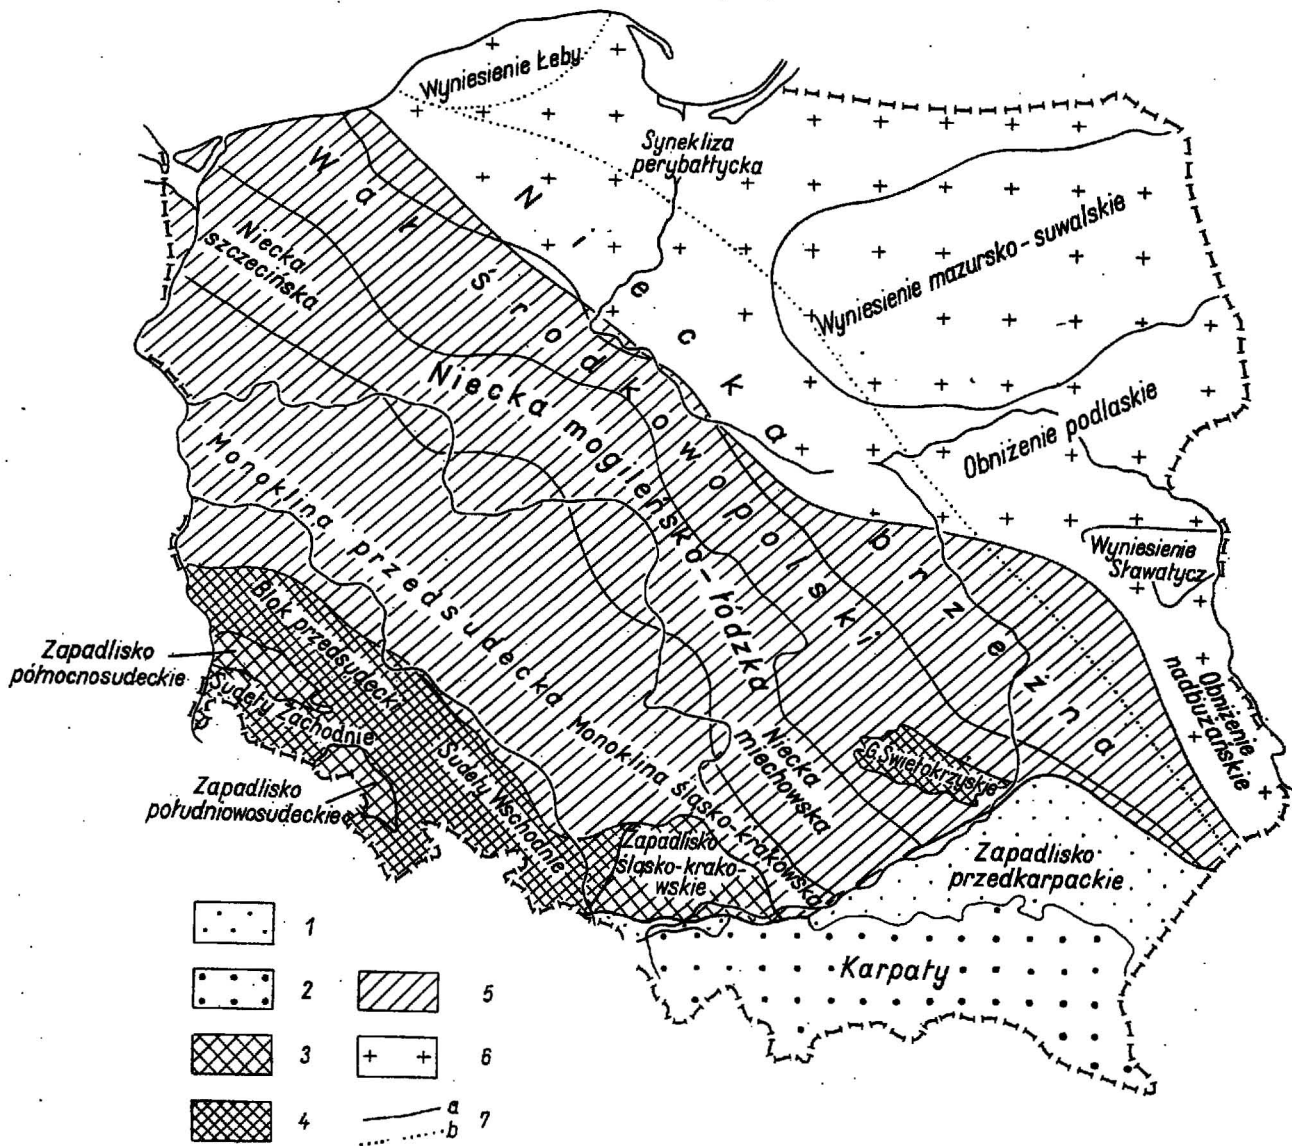 Wyniesienie Łeby
Synekliza
perybałtycka
Niecka brzeżna
Wał środkowopolski
Niecka
szczecińska
Wyniesienie mazursko-suwalskie
Niecka mogileńsko-łódzka
Obniżenie podlaskie
Monoklina przedsudecka
Wyniesienie
Sławatycz
Blok przedsudecki
Zapadlisko
północnosudeckie
Sudety Zachodnie
Obniżenie
nadbużańskie
Niecka
miechowska
G. Świętokrzyskie
Zapadlisko
południowosudeckie
Sudety Wschodnie
Monoklina śląsko-krakowska
Zapadlisko
śląsko-krako-
wskie
Zapadlisko
przedkarpackie
Karpaty
1
2
3
4
5
6
a
b
7